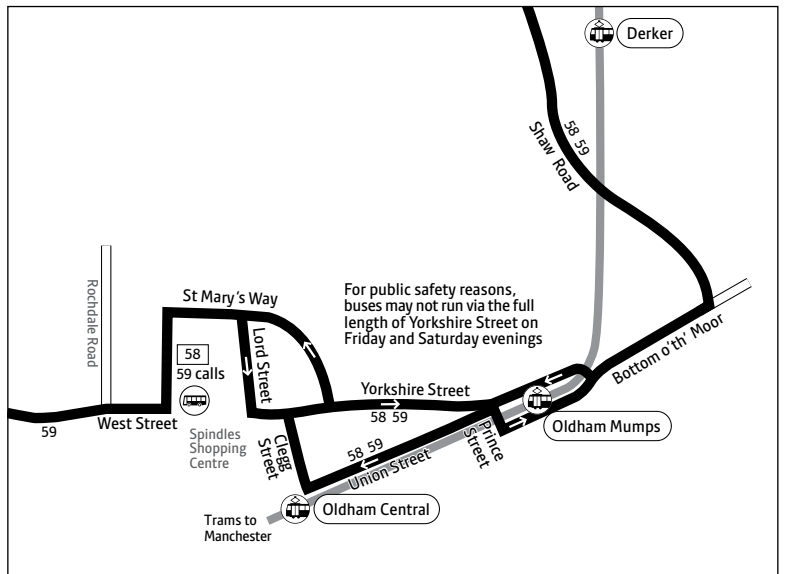 Derker
58 59
Shaw Road
Rochdale Road
St Mary's Way
For public safety reasons,
buses may not run via the full
length of Yorkshire Street on
Friday and Saturday evenings
Lord Street
58
59 calls
Bottom o'th' Moor
Yorkshire Street
58 59
West Street
59
Spindles
Shopping
Centre
Clegg
Street
58 59
Union Street
Prince
Street
Oldham Mumps
Oldham Central
Trams to
Manchester